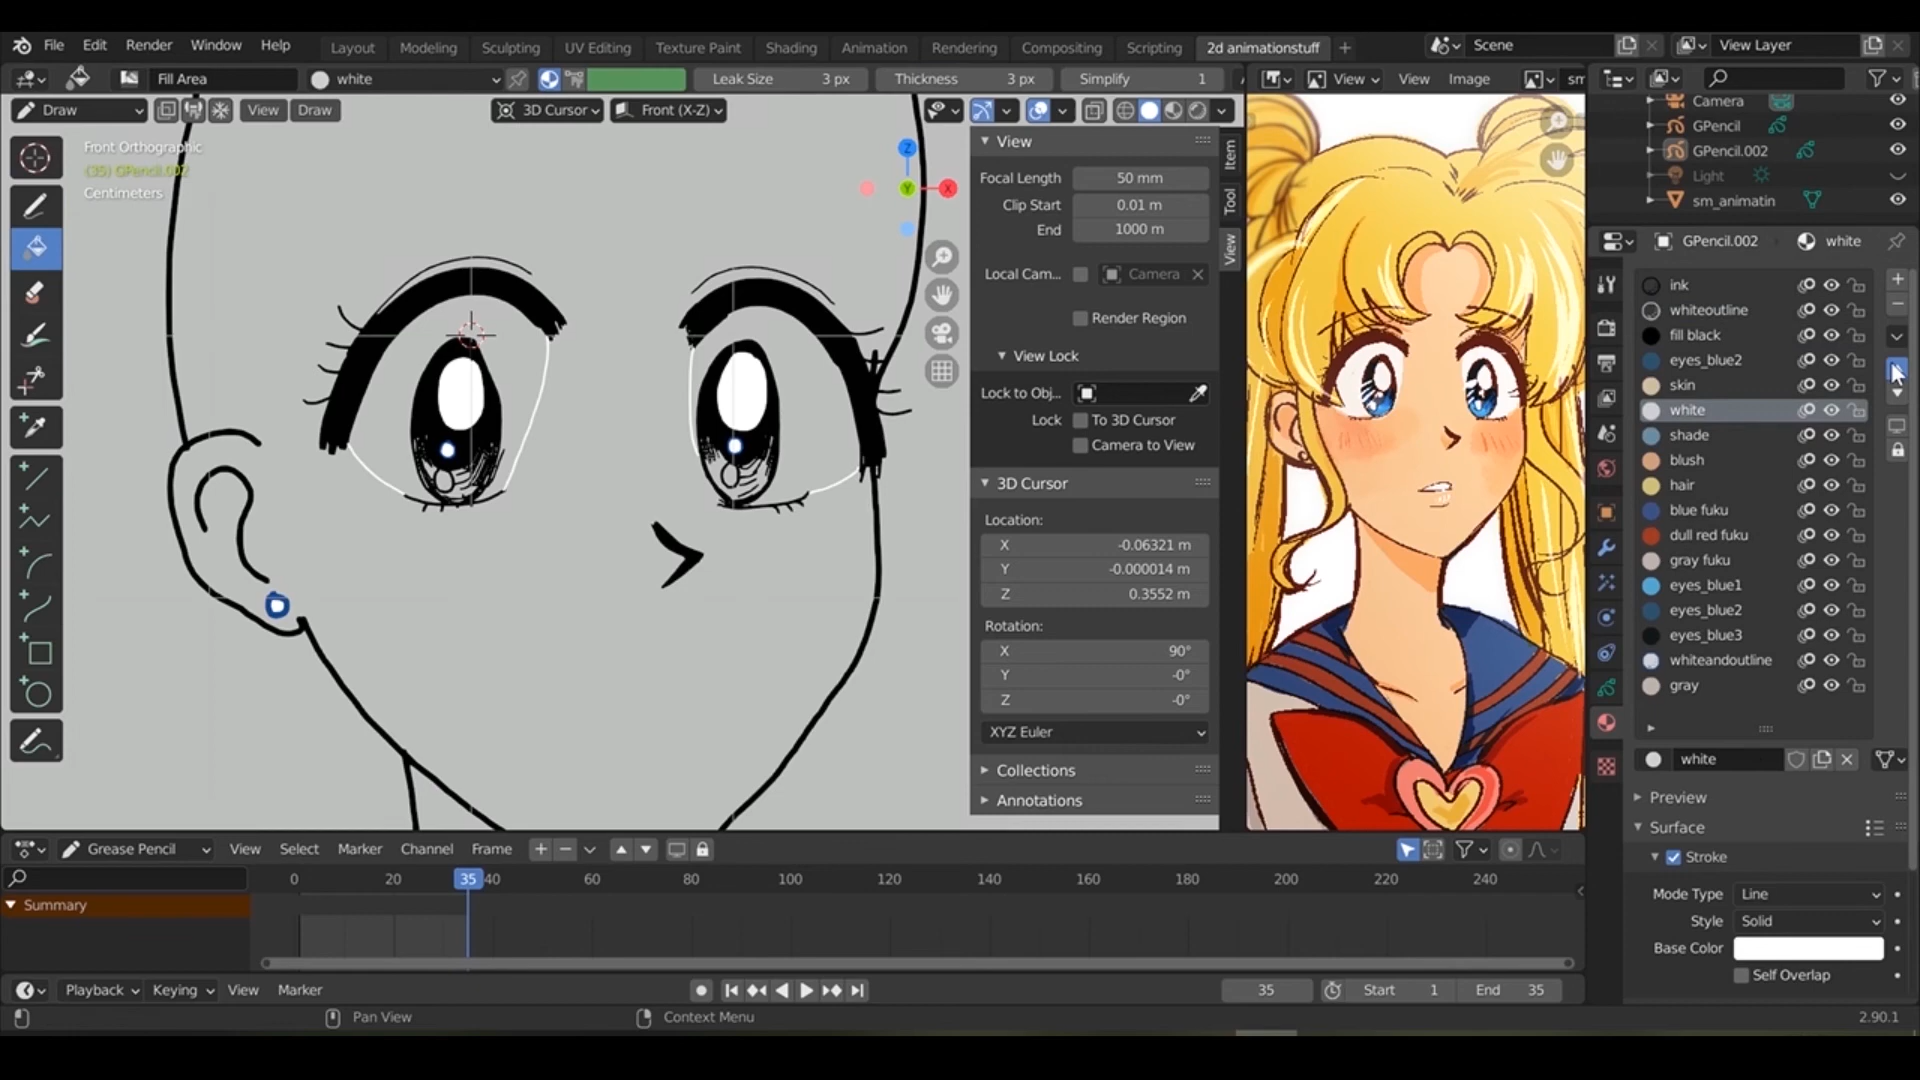 File Edit Render Window Help Layout Modeling Sculpting UV Editing Texture Paint Shading Animation Rendering Compositing Scripting 2d animationstuff Scene View Layer
Fill Area white Leak Size 3 px Thickness 3 px Simplify 1 View View Image sm
Draw View Draw 3D Cursor Front (X-Z)
Front Orthographic
(35) GPencil.002
Centimeters
Z
Y
X
View
Focal Length 50 mm
Clip Start 0.01 m
End 1000 m
Local Cam... Camera
Render Region
View Lock
Lock to Obj...
Lock To 3D Cursor
Camera to View
3D Cursor
Location:
X -0.06321 m
Y -0.000014 m
Z 0.3552 m
Rotation:
X 90°
Y -0°
Z -0°
XYZ Euler
Collections
Annotations
Item
Tool
View
Camera
GPencil
GPencil.002
Light
sm_animatin
GPencil.002 white
ink
whiteoutline
fill black
eyes_blue2
skin
white
shade
blush
hair
blue fuku
dull red fuku
gray fuku
eyes_blue1
eyes_blue2
eyes_blue3
whiteandoutline
gray
white
Preview
Surface
Stroke
Mode Type Line
Style Solid
Base Color
Self Overlap
Grease Pencil View Select Marker Channel Frame
0 20 35 40 60 80 100 120 140 160 180 200 220 240
Summary
Playback Keying View Marker 35 Start 1 End 35
Pan View Context Menu 2.90.1